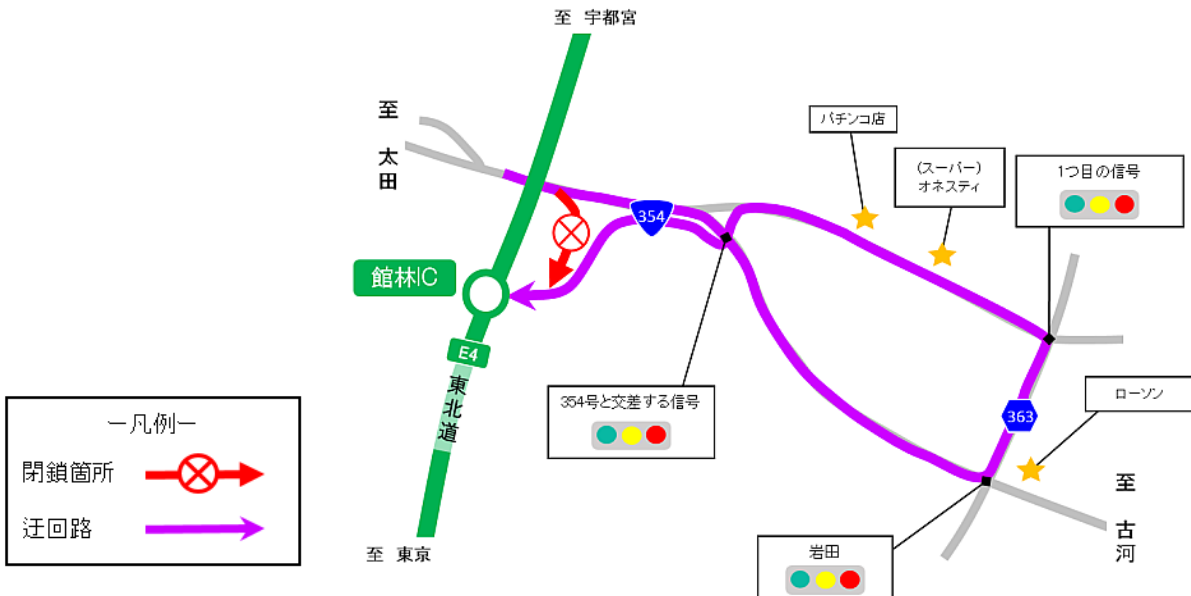 至 宇都宮
至
太
田
パチンコ店
(スーパー)
オネスティ
1つ目の信号
354
館林IC
E4
東
北
道
354号と交差する信号
ローソン
363
ー凡例ー
閉鎖箇所
迂回路
至
古
河
岩田
至 東京